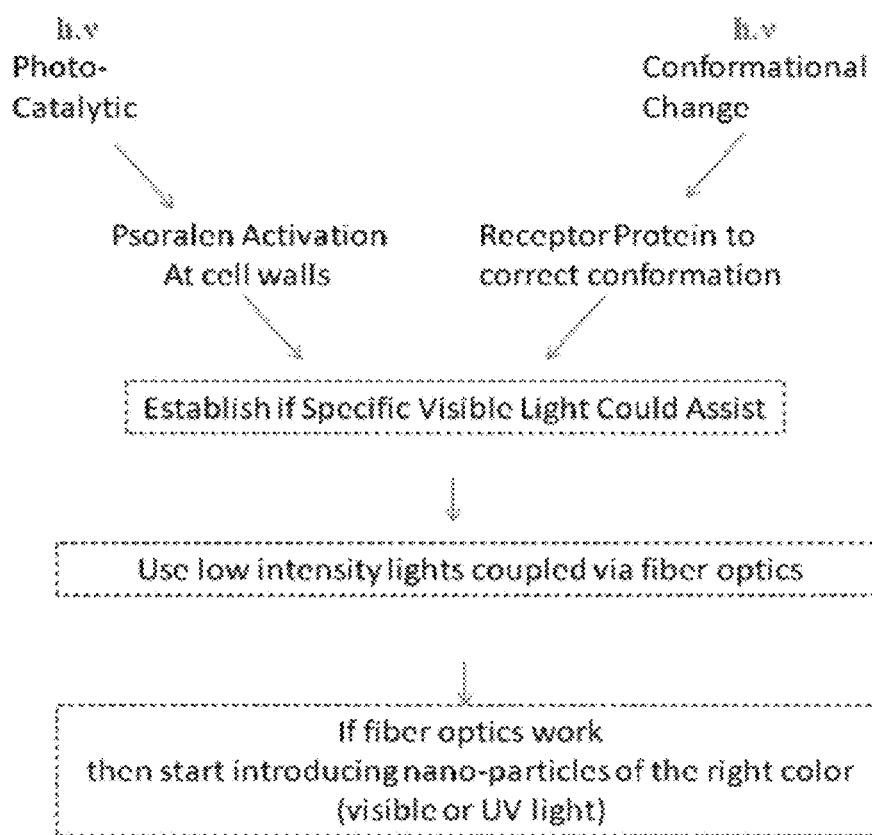 h.v
Photo-
Catalytic
h.v
Conformational
Change
Psoralen Activation
At cell walls
Receptor Protein to
correct conformation
Establish if Specific Visible Light Could Assist
Use low intensity lights coupled via fiber optics
If fiber optics work
then start introducing nano-particles of the right color
(visible or UV light)